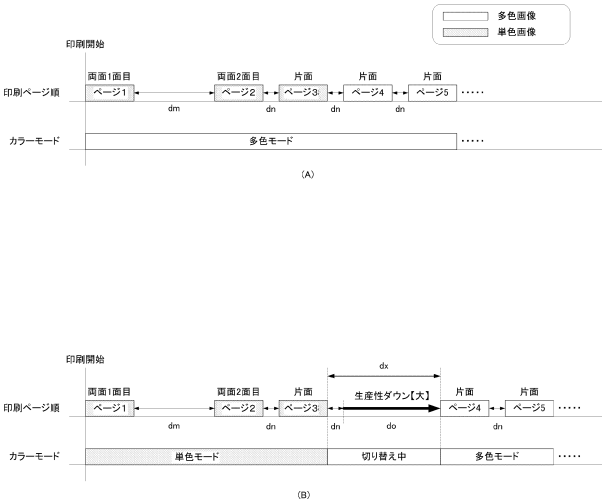 多色画像
単色画像
印刷開始
両面1面目 両面2面目 片面 片面 片面
印刷ページ順 ページ1 ページ2 ページ3 ページ4 ページ5 ・・・・・
dm dn dn dn
カラーモード 多色モード ・・・・・
(A)
印刷開始
dx
両面1面目 両面2面目 片面 生産性ダウン【大】 片面 片面
印刷ページ順 ページ1 ページ2 ページ3 ページ4 ページ5 ・・・・・
dm dn dn do dn
カラーモード 単色モード 切り替え中 多色モード ・・・・・
(B)